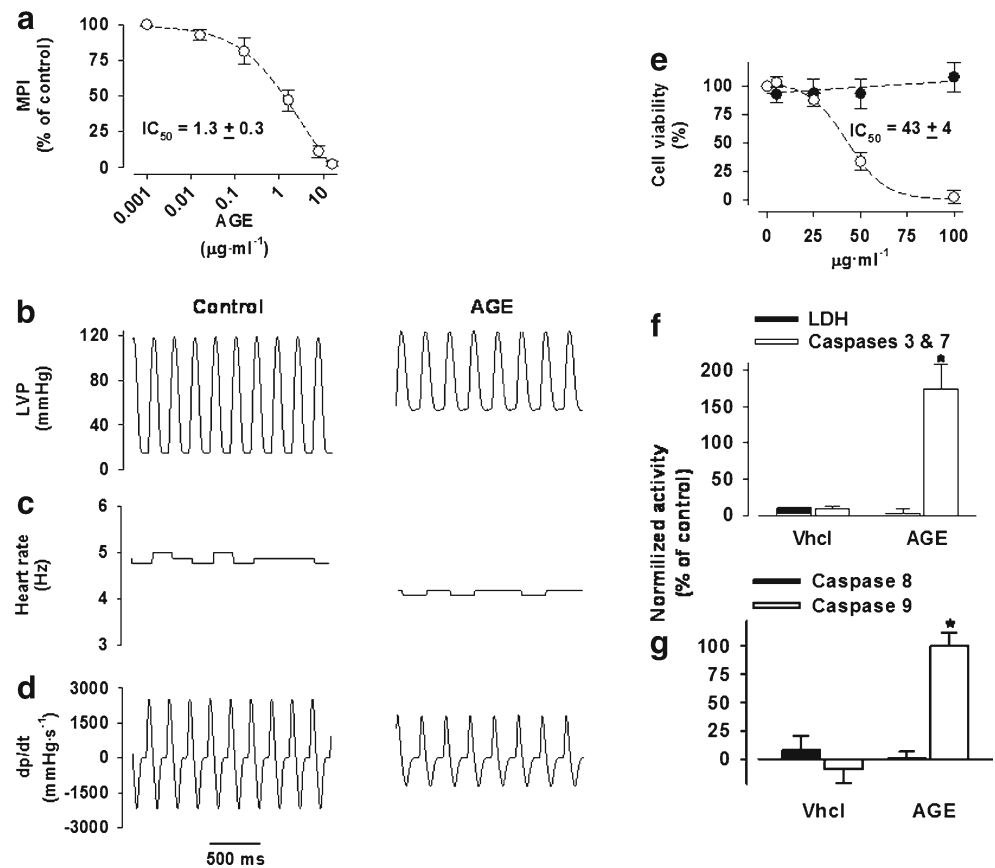 a
100
75
50
25
0
MPI
(% of control)
IC50 = 1.3 ± 0.3
0.001
0.01
0.1
1
10
AGE
(μg·ml-1)
b
Control
AGE
120
80
40
0
LVP
(mmHg)
c
6
5
4
3
Heart rate
(Hz)
d
3000
1500
0
-1500
-3000
dp/dt
(mmHg·s-1)
500 ms
e
100
75
50
25
0
Cell viability
(%)
IC50 = 43 ± 4
0
25
50
75
100
μg·ml-1
f
LDH
Caspases 3 & 7
200
150
100
50
0
*
Vhcl
AGE
Normilized activity
(% of control)
Caspase 8
Caspase 9
g
100
75
50
25
0
*
Vhcl
AGE